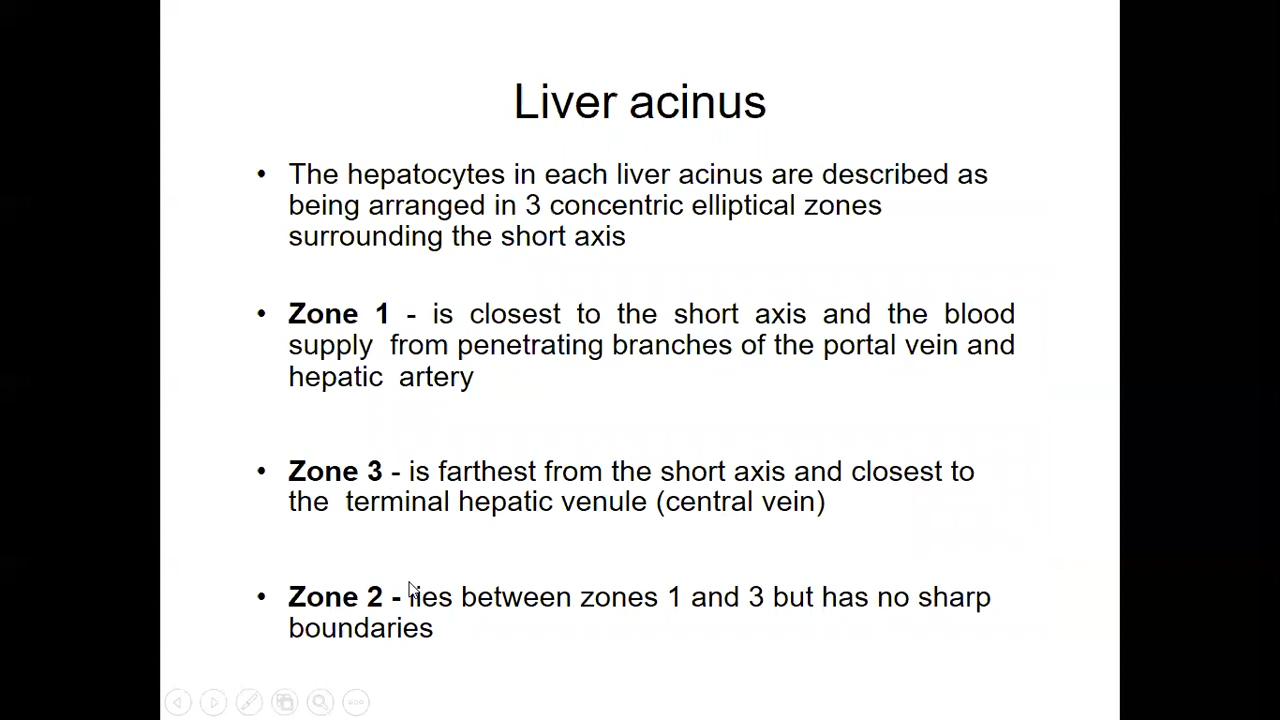 Liver acinus
• The hepatocytes in each liver acinus are described as
being arranged in 3 concentric elliptical zones
surrounding the short axis
• Zone 1 - is closest to the short axis and the blood
supply from penetrating branches of the portal vein and
hepatic artery
• Zone 3 - is farthest from the short axis and closest to
the terminal hepatic venule (central vein)
• Zone 2 - lies between zones 1 and 3 but has no sharp
boundaries